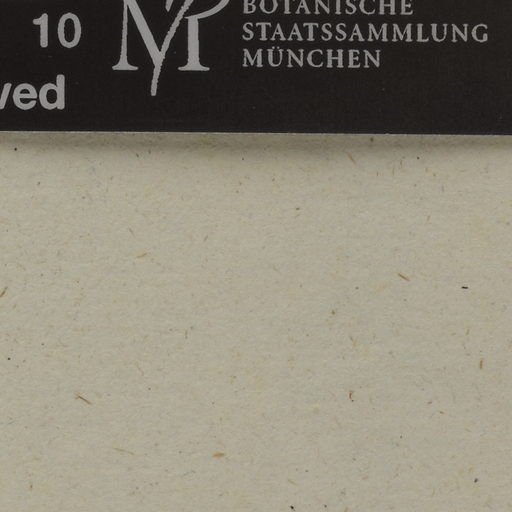 10
BOTANISCHE
STAATSSAMMLUNG
MÜNCHEN
ved